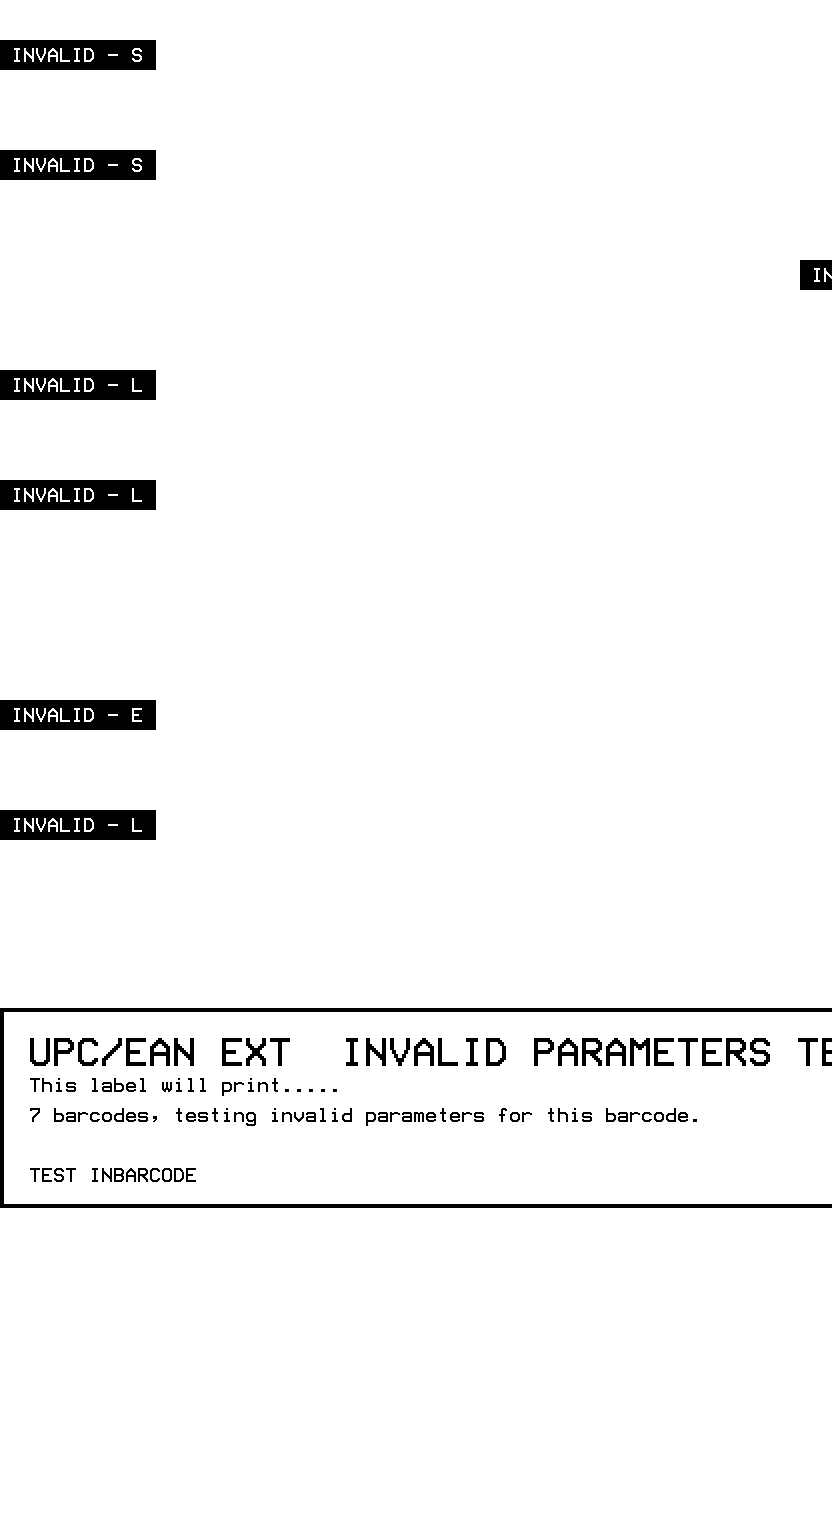 INVALID - S
INVALID - S
IN
INVALID - L
INVALID - L
INVALID - E
INVALID - L
UPC/EAN EXT  INVALID PARAMETERS TE
This label will print.....
7 barcodes, testing invalid parameters for this barcode.
TEST INBARCODE